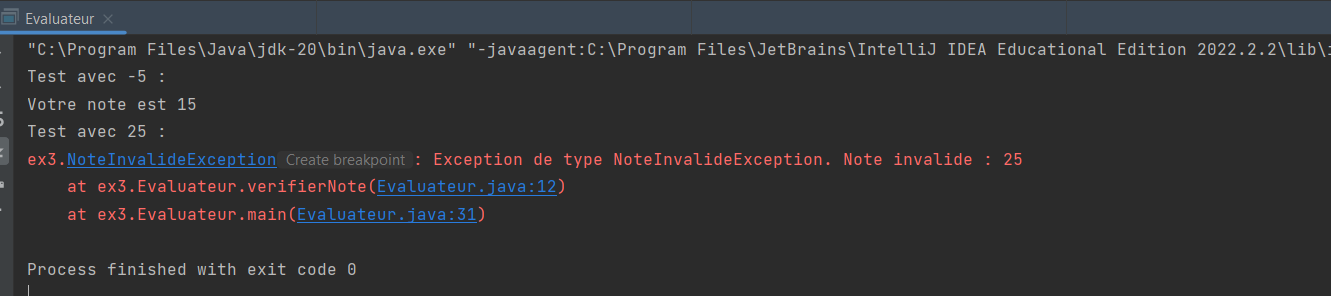 Evaluateur
"C:\Program Files\Java\jdk-20\bin\java.exe" "-javaagent:C:\Program Files\JetBrains\IntelliJ IDEA Educational Edition 2022.2.2\lib\
Test avec -5 :
Votre note est 15
Test avec 25 :
ex3.NoteInvalideException Create breakpoint : Exception de type NoteInvalideException. Note invalide : 25
    at ex3.Evaluateur.verifierNote(Evaluateur.java:12)
    at ex3.Evaluateur.main(Evaluateur.java:31)
Process finished with exit code 0